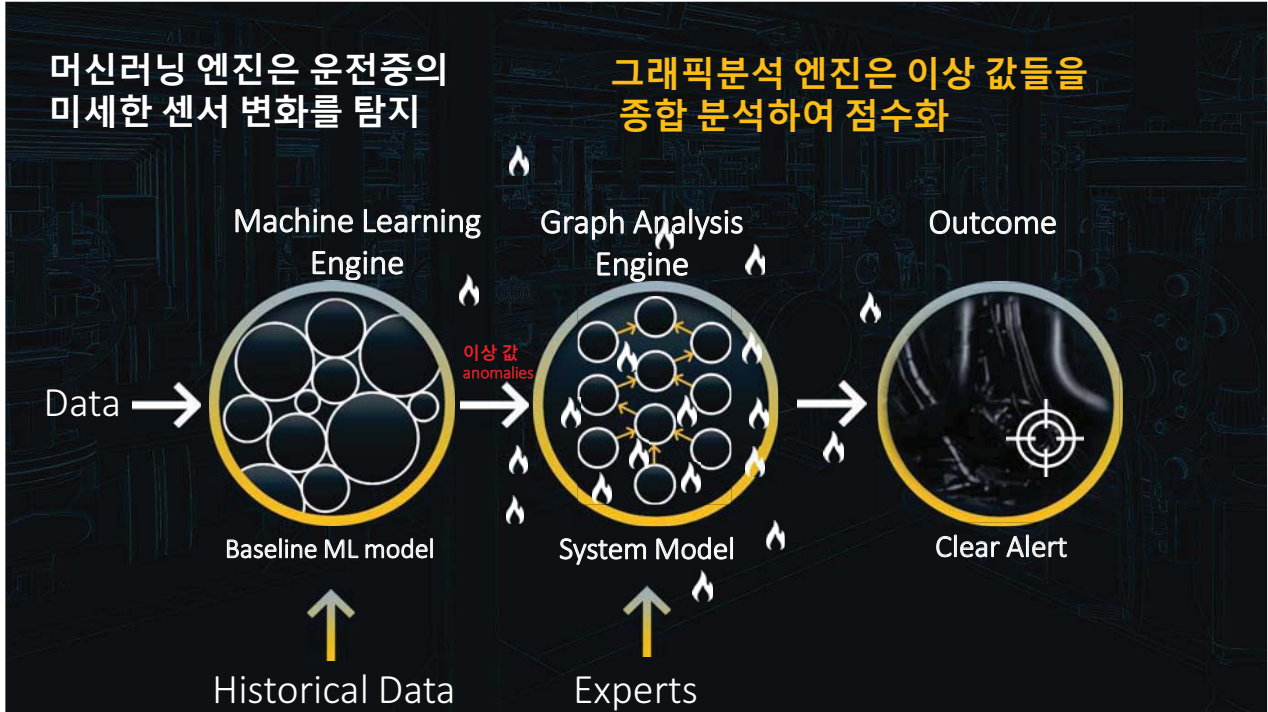 머신러닝 엔진은 운전중의
미세한 센서 변화를 탐지
그래픽분석 엔진은 이상 값들을
종합 분석하여 점수화
Machine Learning
Engine
Graph Analysis
Engine
Outcome
이상 값
anomalies
Data
Baseline ML model
System Model
Clear Alert
Historical Data
Experts